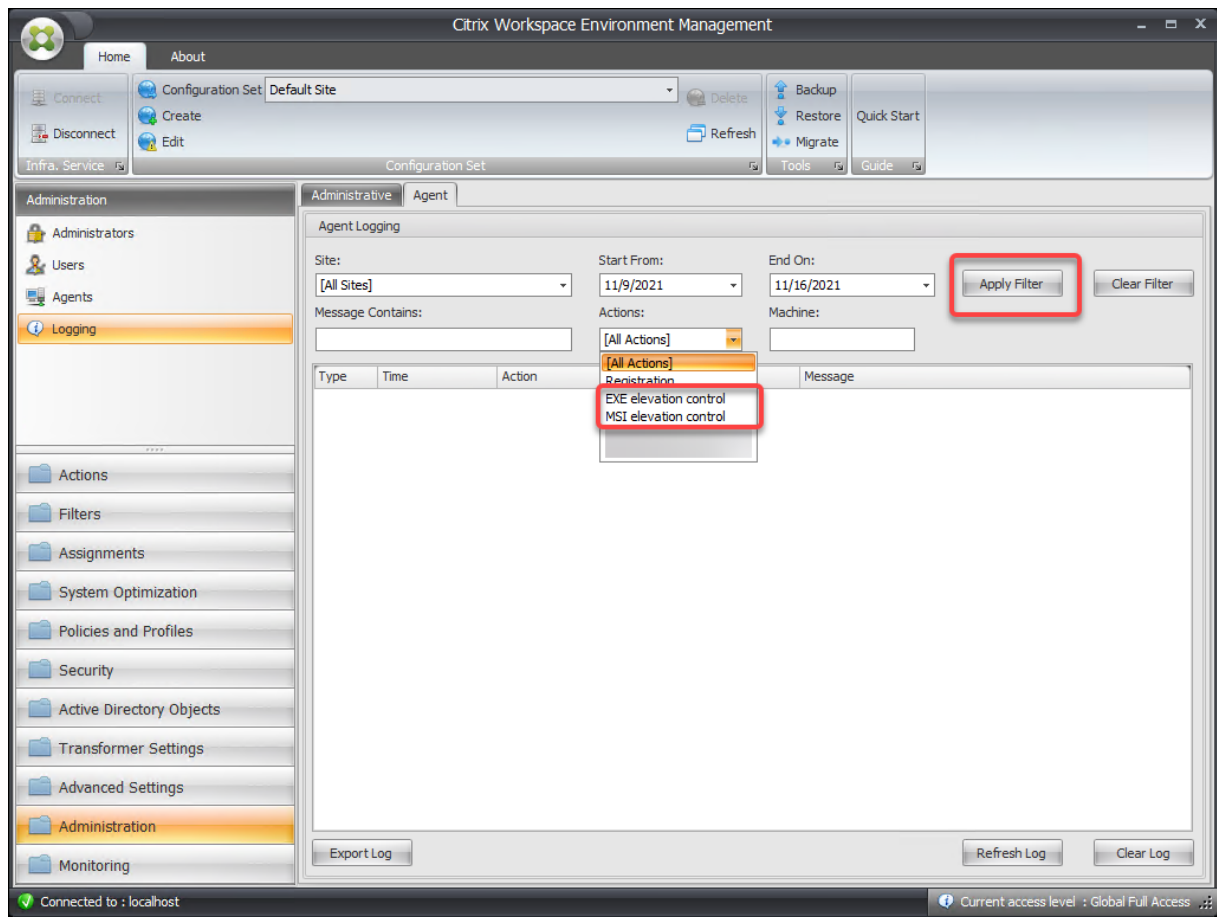 Citrix Workspace Environment Management
Home About
Connect
Disconnect
Infra. Service
Configuration Set Default Site
Create
Edit
Delete
Refresh
Configuration Set
Backup
Restore
Migrate
Tools
Quick Start
Guide
Administration
Administrators
Users
Agents
Logging
Actions
Filters
Assignments
System Optimization
Policies and Profiles
Security
Active Directory Objects
Transformer Settings
Advanced Settings
Administration
Monitoring
Administrative Agent
Agent Logging
Site: Start From: End On:
[All Sites] 11/9/2021 11/16/2021 Apply Filter Clear Filter
Message Contains: Actions: Machine:
[All Actions]
[All Actions]
Registration
EXE elevation control
MSI elevation control
Type Time Action Message
Export Log Refresh Log Clear Log
Connected to : localhost Current access level : Global Full Access